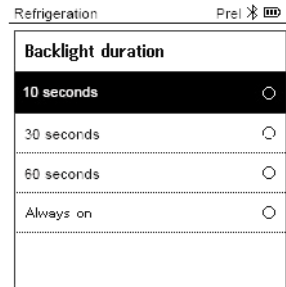 Refrigeration Prel
Backlight duration
10 seconds
30 seconds
60 seconds
Always on